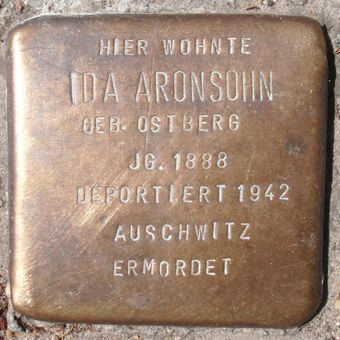 HIER WOHNTE
IDA ARONSOHN
GEB. OSTBERG
JG. 1888
DEPORTIERT 1942
AUSCHWITZ
ERMORDET